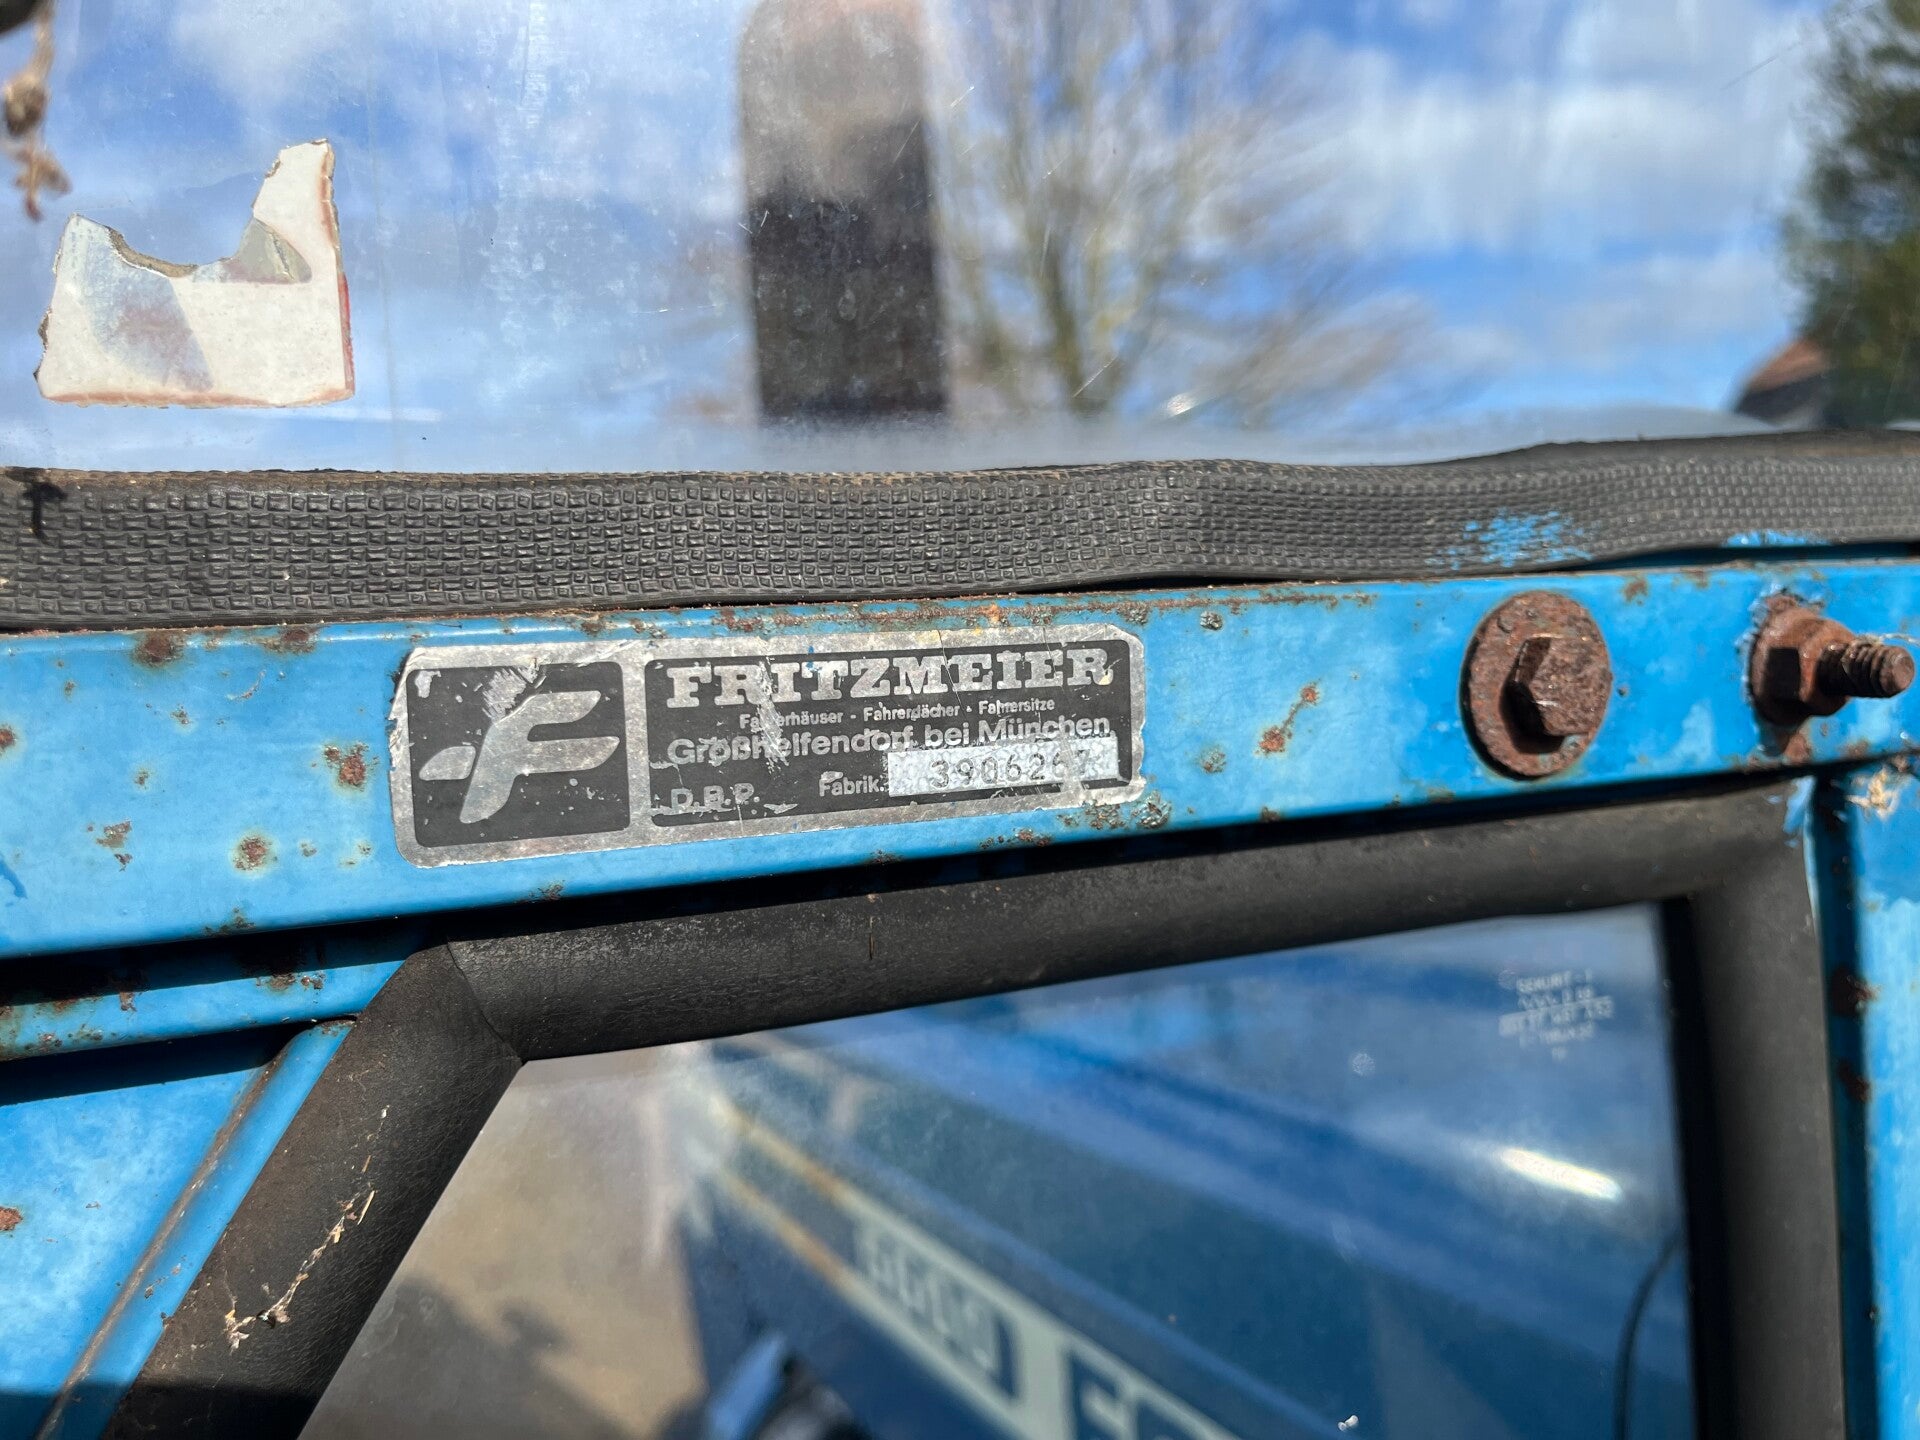 FRITZMEIER
Fahrerhäuser - Fahrerdächer - Fahrersitze
Großhelfendorf bei München
D.B.P. Fabrik. 3906267